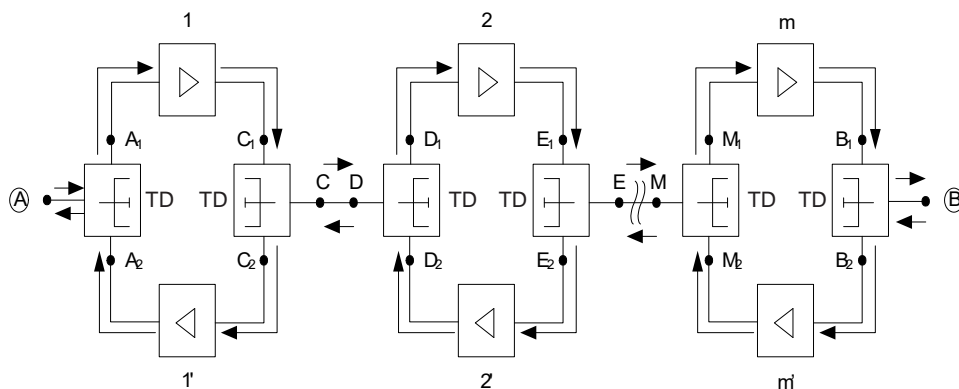 1 2 m
A1 C1 D1 E1 M1 B1
A TD TD C D TD TD E M TD TD B
A2 C2 D2 E2 M2 B2
1' 2' m'